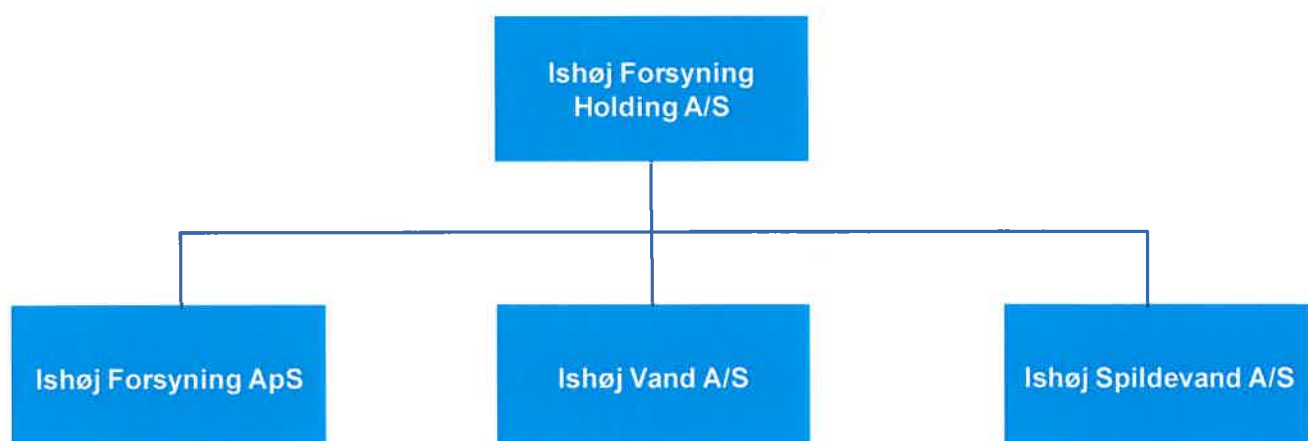 Ishøj Forsyning
Holding A/S
Ishøj Forsyning ApS
Ishøj Vand A/S
Ishøj Spildevand A/S